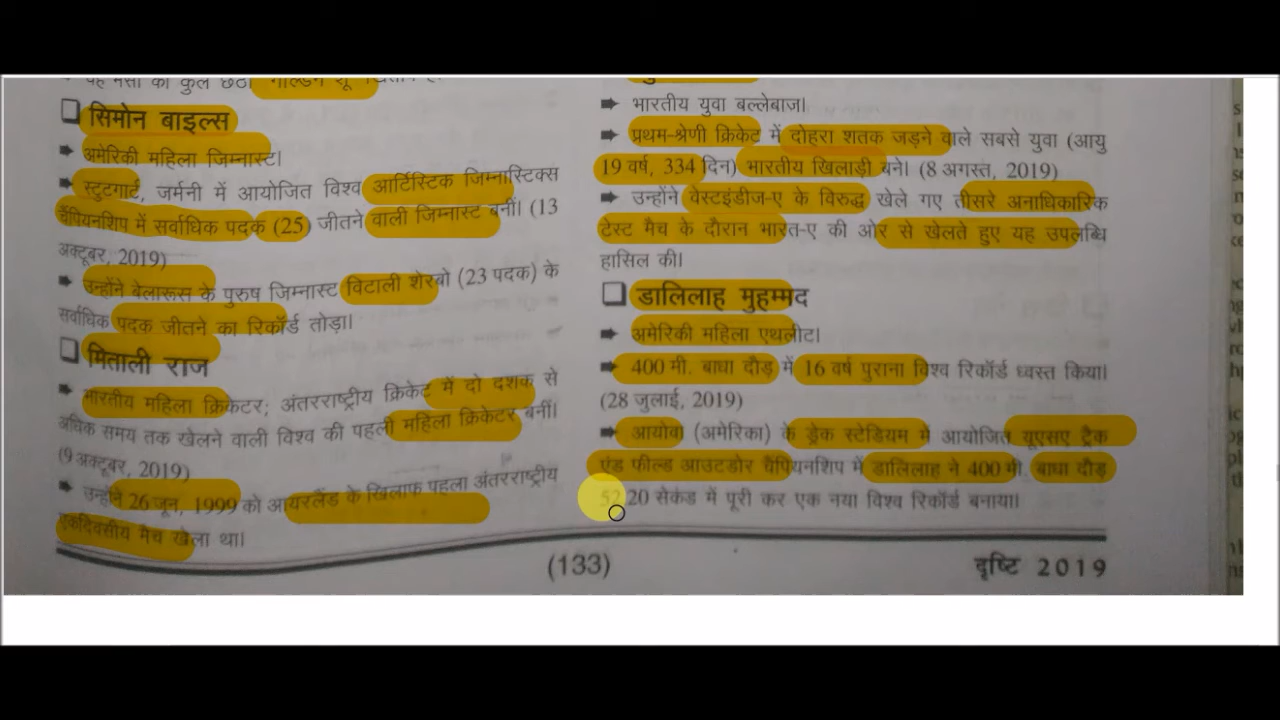 ❑ सिमोन बाइल्स
➡ अमेरिकी महिला जिम्नास्ट।
➡ स्टुटगार्ट, जर्मनी में आयोजित विश्व आर्टिस्टिक जिम्नास्टिक्स
चैंपियनशिप में सर्वाधिक पदक (25) जीतने वाली जिम्नास्ट बनीं। (13
अक्टूबर, 2019)
➡ उन्होंने बेलारूस के पुरुष जिम्नास्ट विटाली शेरबो (23 पदक) के
सर्वाधिक पदक जीतने का रिकॉर्ड तोड़ा।
❑ मिताली राज
➡ भारतीय महिला क्रिकेटर; अंतरराष्ट्रीय क्रिकेट में दो दशक से
अधिक समय तक खेलने वाली विश्व की पहली महिला क्रिकेटर बनीं।
(9 अक्टूबर, 2019)
➡ उन्होंने 26 जून, 1999 को आयरलैंड के खिलाफ पहला अंतरराष्ट्रीय
एकदिवसीय मैच खेला था।
➡ भारतीय युवा बल्लेबाज।
➡ प्रथम-श्रेणी क्रिकेट में दोहरा शतक जड़ने वाले सबसे युवा (आयु
19 वर्ष, 334 दिन) भारतीय खिलाड़ी बने। (8 अगस्त, 2019)
➡ उन्होंने वेस्टइंडीज-ए के विरुद्ध खेले गए तीसरे अनाधिकारिक
टेस्ट मैच के दौरान भारत-ए की ओर से खेलते हुए यह उपलब्धि
हासिल की।
❑ डालिलाह मुहम्मद
➡ अमेरिकी महिला एथलीट।
➡ 400 मी. बाधा दौड़ में 16 वर्ष पुराना विश्व रिकॉर्ड ध्वस्त किया।
(28 जुलाई, 2019)
➡ आयोवा (अमेरिका) के ड्रेक स्टेडियम में आयोजित यूएसए ट्रैक
एंड फील्ड आउटडोर चैंपियनशिप में डालिलाह ने 400 मी. बाधा दौड़
52.20 सेकंड में पूरी कर एक नया विश्व रिकॉर्ड बनाया।
(133)
दृष्टि 2019